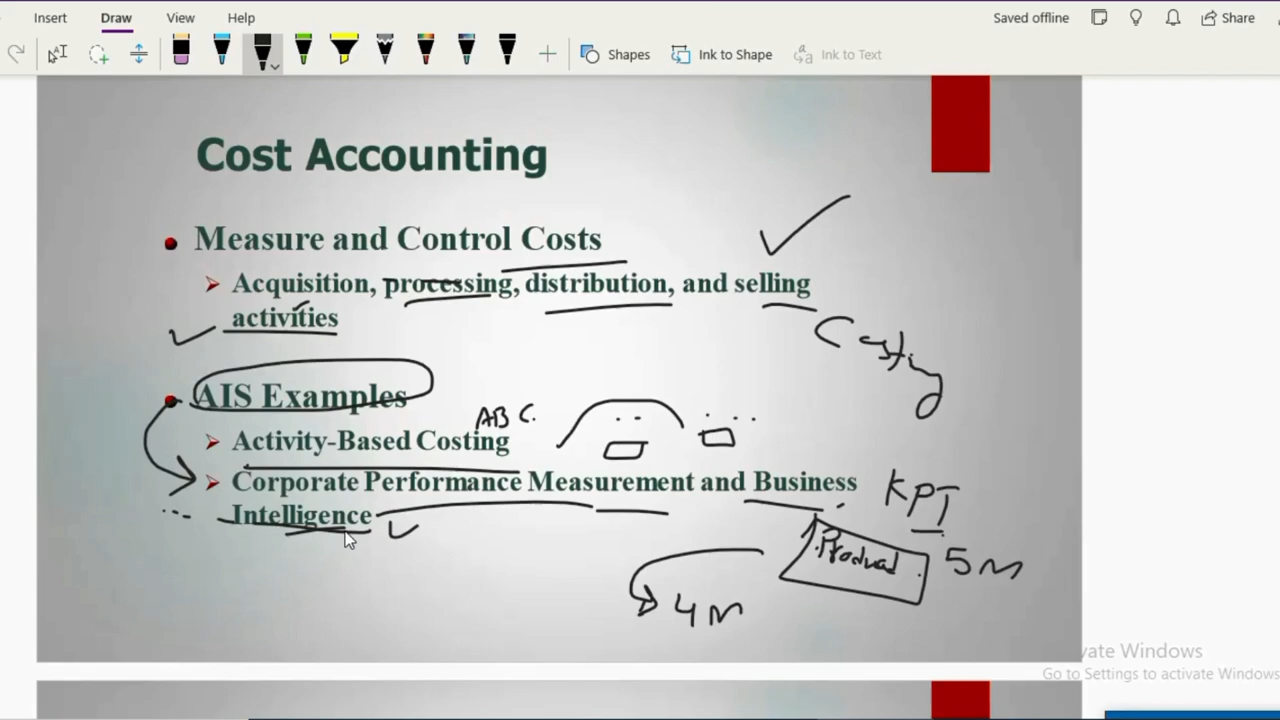 Insert Draw View Help Saved offline Share
Shapes Ink to Shape Ink to Text
Cost Accounting
Measure and Control Costs
Acquisition, processing, distribution, and selling
activities
Costing
AIS Examples
ABC.
Activity-Based Costing
Corporate Performance Measurement and Business
Intelligence
KPI
Product
5m
4m
vate Windows
Go to Settings to activate Windows